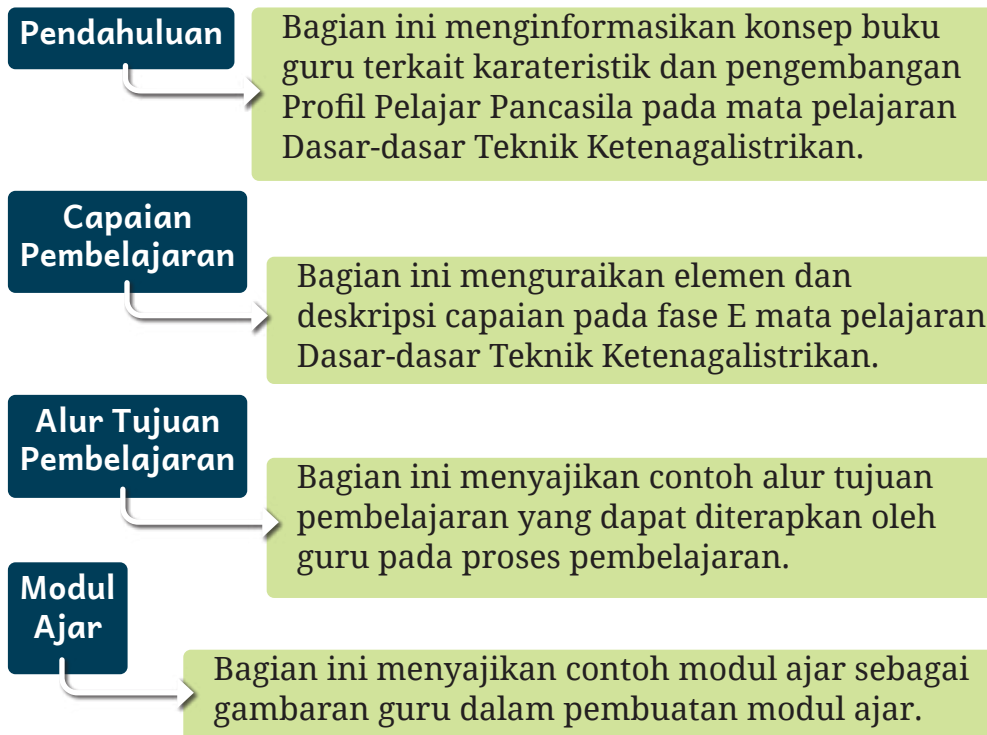 Pendahuluan
Bagian ini menginformasikan konsep buku
guru terkait karateristik dan pengembangan
Profil Pelajar Pancasila pada mata pelajaran
Dasar-dasar Teknik Ketenagalistrikan.
Capaian
Pembelajaran
Bagian ini menguraikan elemen dan
deskripsi capaian pada fase E mata pelajaran
Dasar-dasar Teknik Ketenagalistrikan.
Alur Tujuan
Pembelajaran
Bagian ini menyajikan contoh alur tujuan
pembelajaran yang dapat diterapkan oleh
guru pada proses pembelajaran.
Modul
Ajar
Bagian ini menyajikan contoh modul ajar sebagai
gambaran guru dalam pembuatan modul ajar.